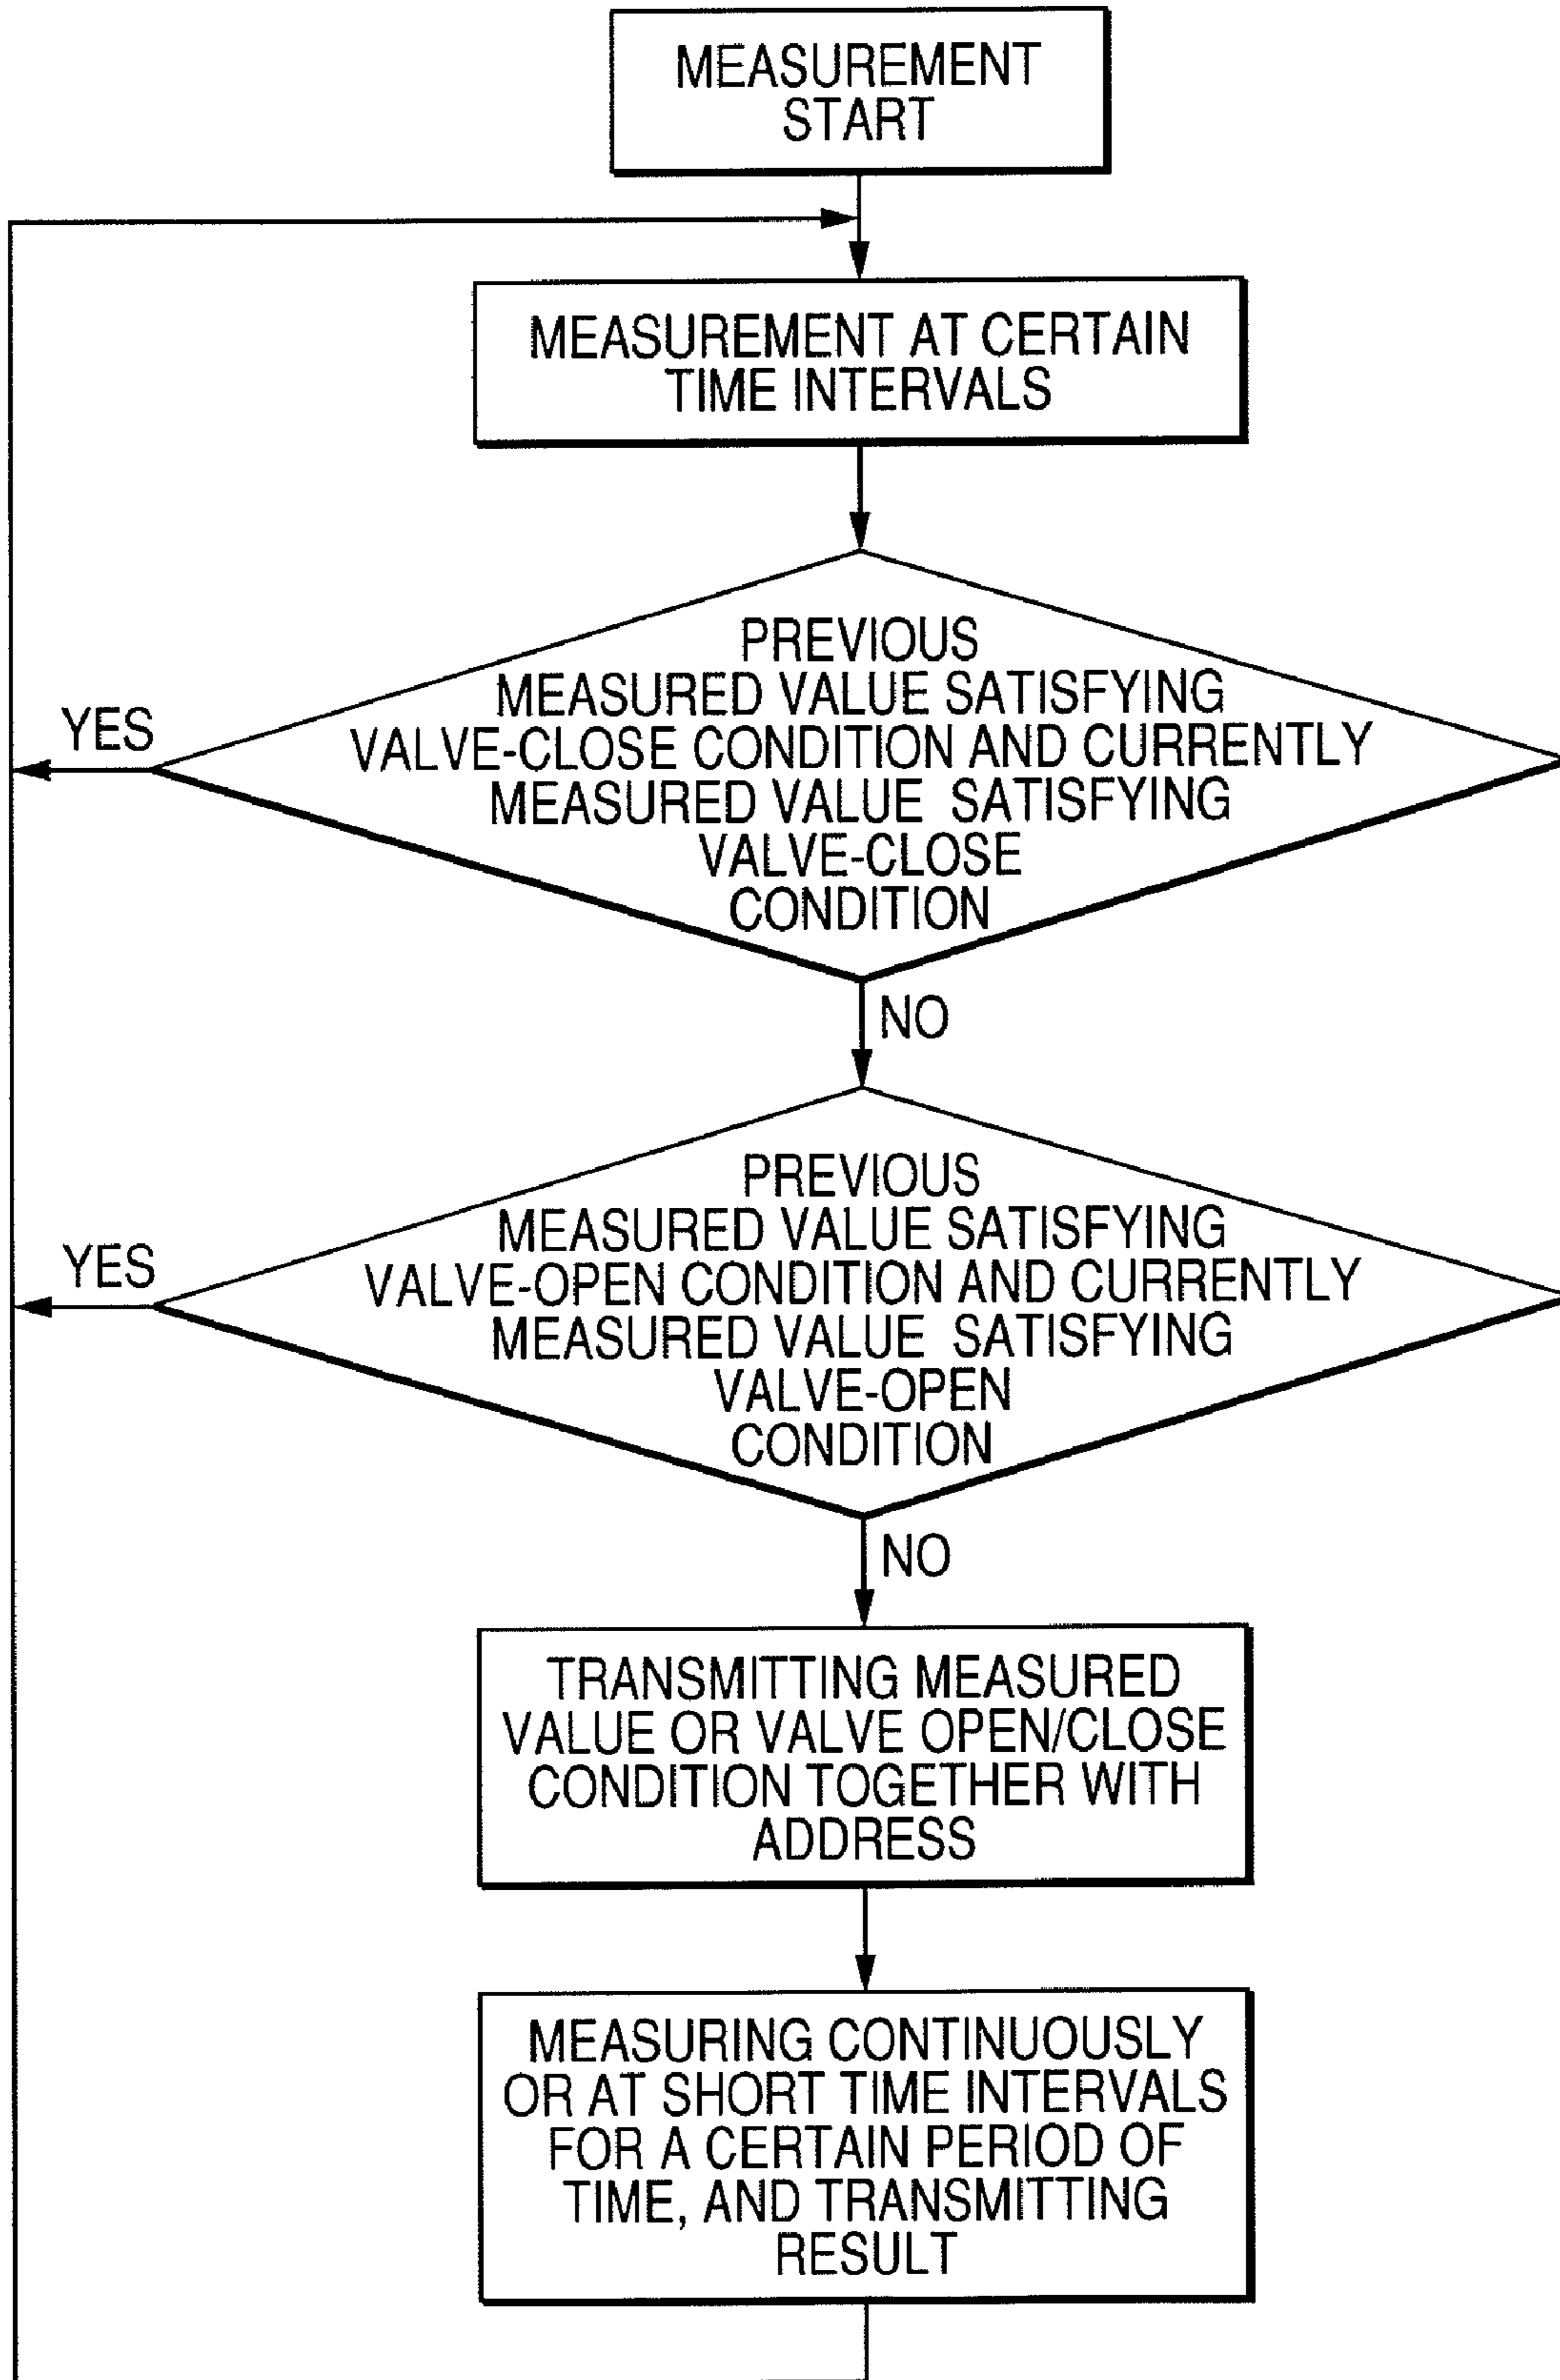 MEASUREMENT
START
MEASUREMENT AT CERTAIN
TIME INTERVALS
PREVIOUS
MEASURED VALUE SATISFYING
VALVE-CLOSE CONDITION AND CURRENTLY
MEASURED VALUE SATISFYING
VALVE-CLOSE
CONDITION
YES
NO
PREVIOUS
MEASURED VALUE SATISFYING
VALVE-OPEN CONDITION AND CURRENTLY
MEASURED VALUE SATISFYING
VALVE-OPEN
CONDITION
YES
NO
TRANSMITTING MEASURED
VALUE OR VALVE OPEN/CLOSE
CONDITION TOGETHER WITH
ADDRESS
MEASURING CONTINUOUSLY
OR AT SHORT TIME INTERVALS
FOR A CERTAIN PERIOD OF
TIME, AND TRANSMITTING
RESULT